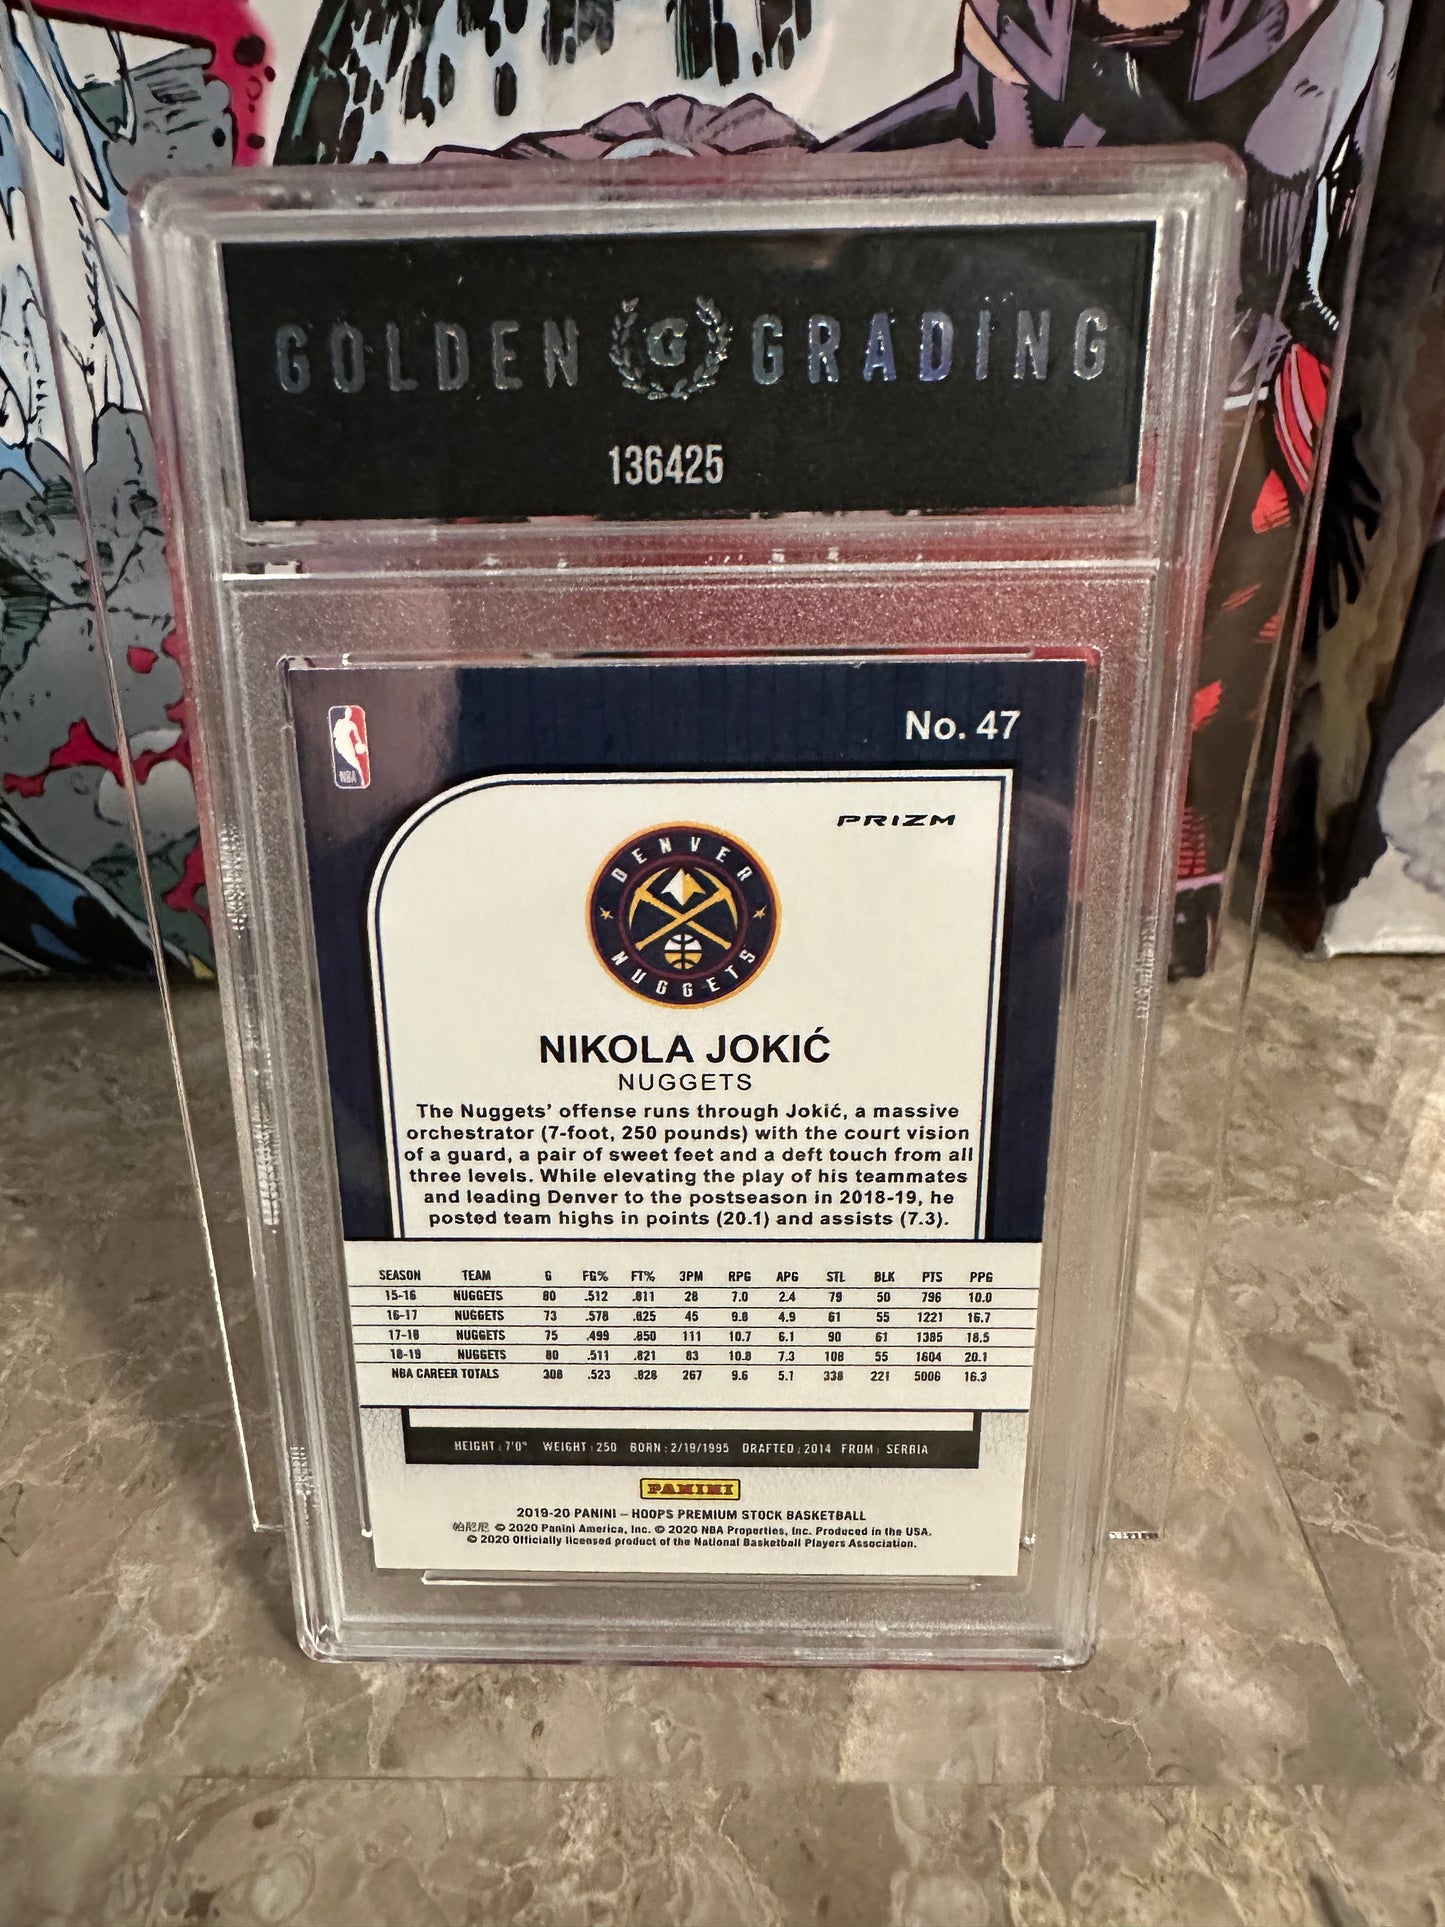 GOLDEN G GRADING
136425
NBA
No. 47
PRIZM
DENVER
NUGGETS
NIKOLA JOKIĆ
NUGGETS
The Nuggets' offense runs through Jokić, a massive
orchestrator (7-foot, 250 pounds) with the court vision
of a guard, a pair of sweet feet and a deft touch from all
three levels. While elevating the play of his teammates
and leading Denver to the postseason in 2018-19, he
posted team highs in points (20.1) and assists (7.3).
SEASON TEAM G FG% FT% 3PM RPG APG STL BLK PTS PPG
15-16 NUGGETS 80 .512 .811 28 7.0 2.4 79 50 796 10.0
16-17 NUGGETS 73 .578 .825 45 9.8 4.9 61 55 1221 16.7
17-18 NUGGETS 75 .499 .850 111 10.7 6.1 90 61 1385 18.5
18-19 NUGGETS 80 .511 .821 83 10.8 7.3 108 55 1604 20.1
NBA CAREER TOTALS 308 .523 .828 267 9.6 5.1 338 221 5006 16.3
HEIGHT: 7'0" WEIGHT: 250 BORN: 2/19/1995 DRAFTED: 2014 FROM: SERBIA
PANINI
2019-20 PANINI – HOOPS PREMIUM STOCK BASKETBALL
帕尼尼 © 2020 Panini America, Inc. © 2020 NBA Properties, Inc. Produced in the USA.
© 2020 Officially licensed product of the National Basketball Players Association.